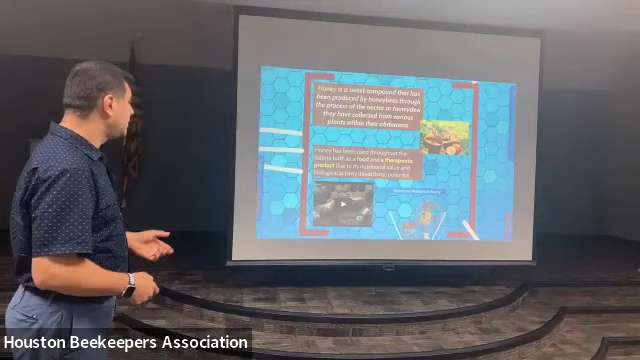 Honey is a sweet compound that has
been produced by honeybees through
the process of the nectar or honeydew
they have collected from various
plants within their abdomens
Honey has been used throughout the
history both as a food and a therapeutic
product due to its nutritional value and
biological activity (bioactive) potential
Houston Beekeepers Association